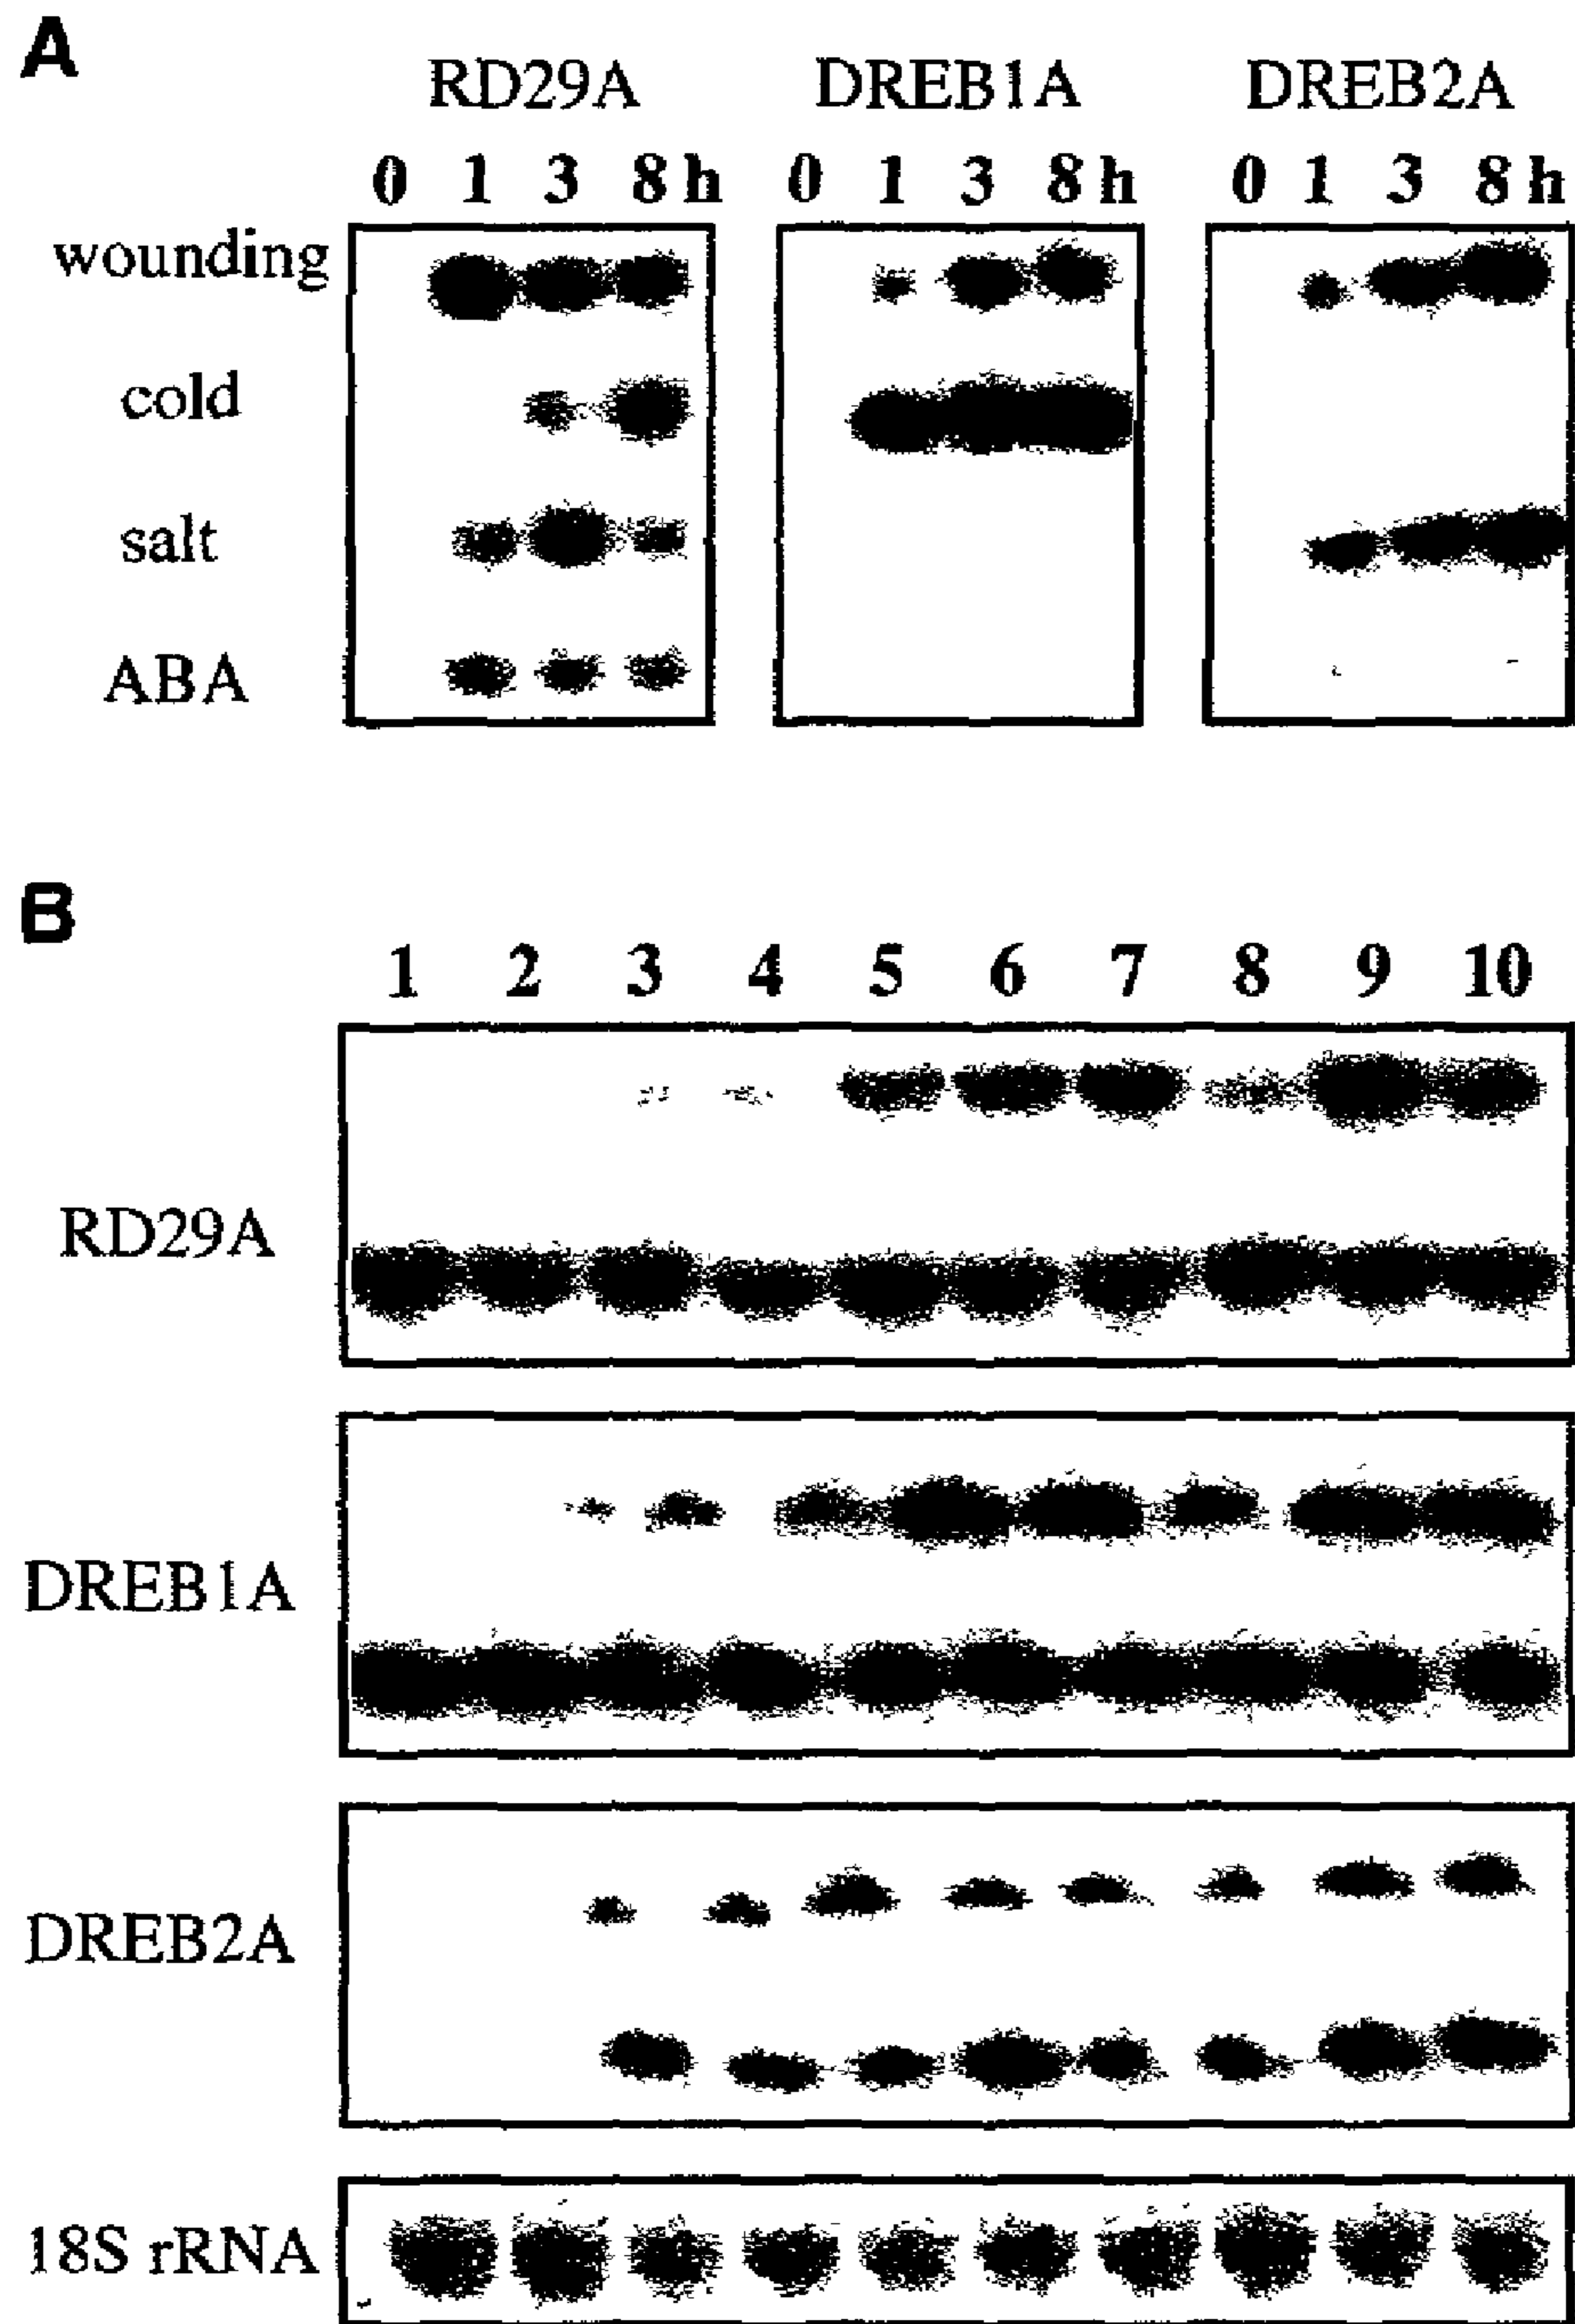 A
RD29A DREB1A DREB2A
0 1 3 8 h 0 1 3 8 h 0 1 3 8 h
wounding
cold
salt
ABA
B
1 2 3 4 5 6 7 8 9 10
RD29A
DREB1A
DREB2A
18S rRNA